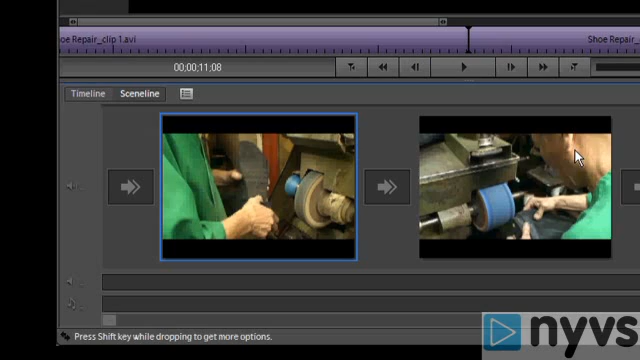 oe Repair_clip 1.avi
Shoe Repair_
00;00;11;08
Timeline Sceneline
Press Shift key while dropping to get more options.
nyvs